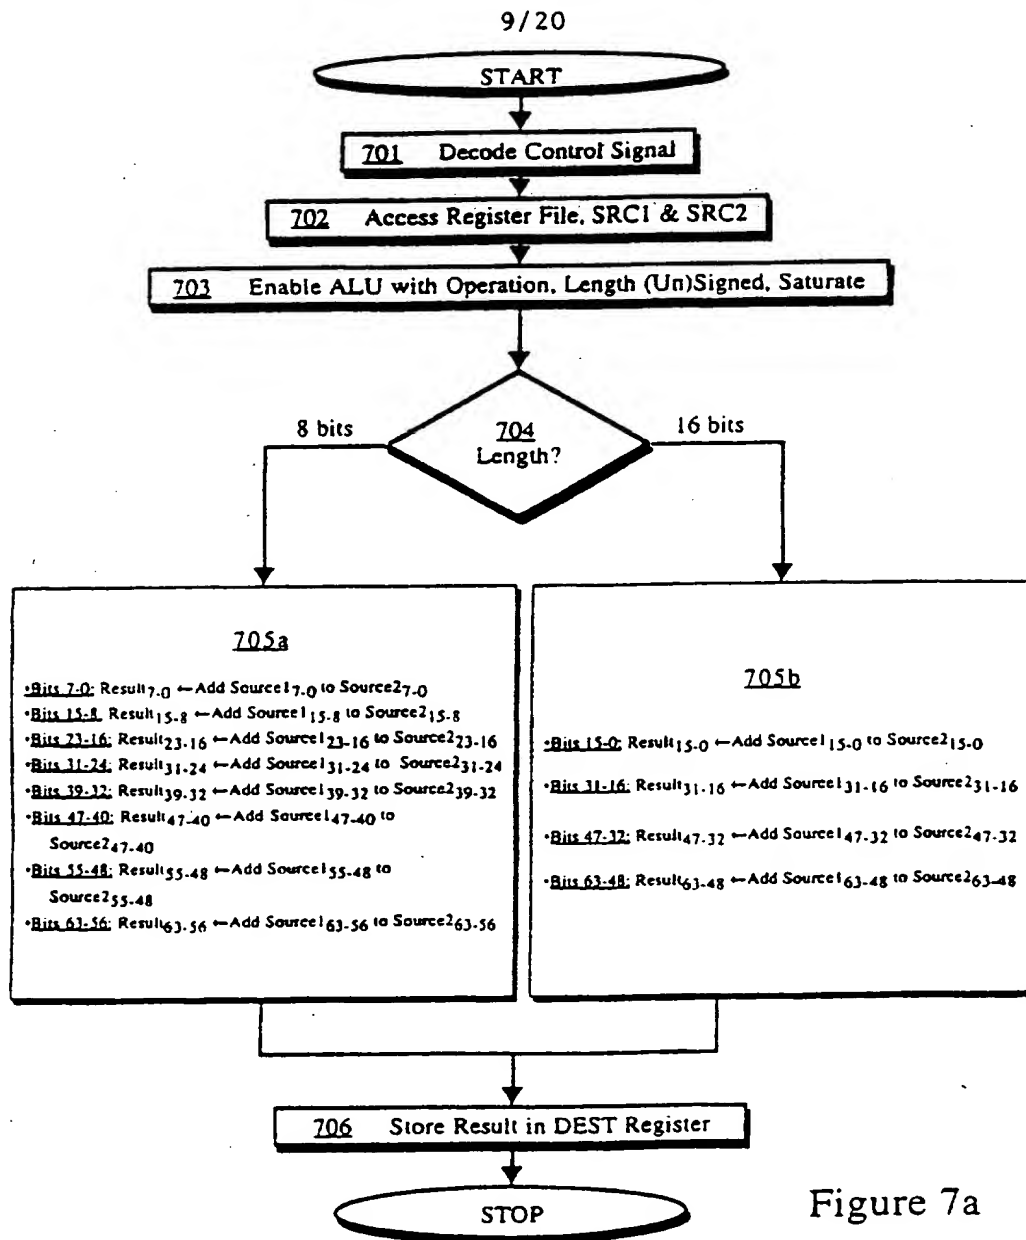 9/20
START
701 Decode Control Signal
702 Access Register File, SRC1 & SRC2
703 Enable ALU with Operation, Length (Un)Signed, Saturate
8 bits
704
Length?
16 bits
705a
•Bits 7-0: Result7-0 ←Add Source17-0 to Source27-0
•Bits 15-8 Result15-8 ←Add Source115-8 to Source215-8
•Bits 23-16: Result23-16 ←Add Source123-16 to Source223-16
•Bits 31-24: Result31-24 ←Add Source131-24 to Source231-24
•Bits 39-32: Result39-32 ←Add Source139-32 to Source239-32
•Bits 47-40: Result47-40 ←Add Source147-40 to
Source247-40
•Bits 55-48: Result55-48 ←Add Source155-48 to
Source255-48
•Bits 63-56: Result63-56 ←Add Source163-56 to Source263-56
705b
•Bits 15-0: Result15-0 ←Add Source115-0 to Source215-0
•Bits 31-16: Result31-16 ←Add Source131-16 to Source231-16
•Bits 47-32: Result47-32 ←Add Source147-32 to Source247-32
•Bits 63-48: Result63-48 ←Add Source163-48 to Source263-48
706 Store Result in DEST Register
STOP
Figure 7a